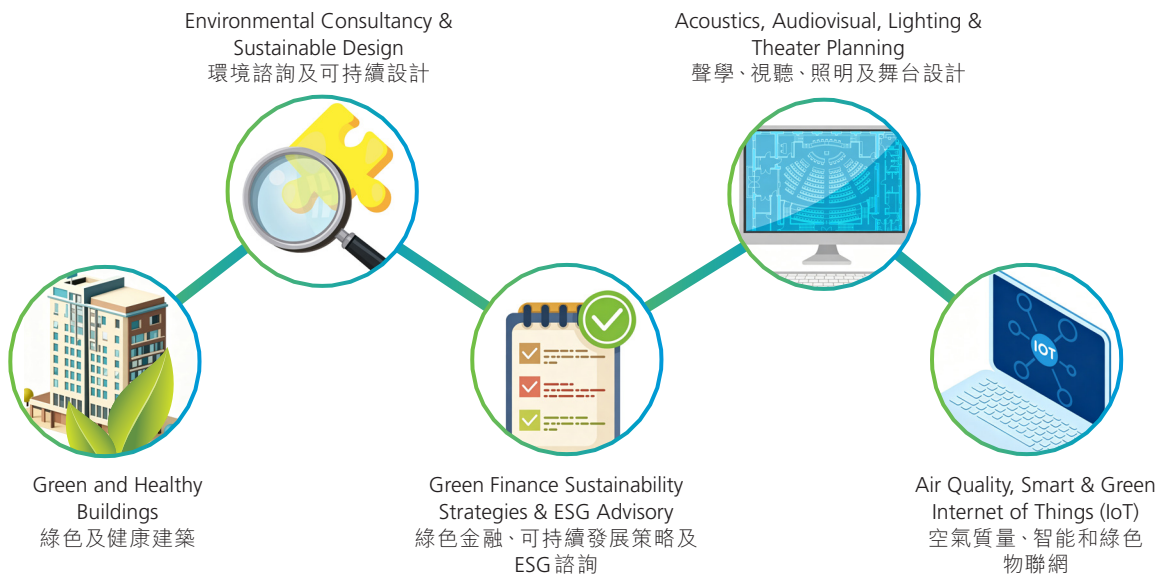 Environmental Consultancy &
Sustainable Design
環境諮詢及可持續設計
Acoustics, Audiovisual, Lighting &
Theater Planning
聲學、視聽、照明及舞台設計
IOT
Green and Healthy
Buildings
綠色及健康建築
Green Finance Sustainability
Strategies & ESG Advisory
綠色金融、可持續發展策略及
ESG 諮詢
Air Quality, Smart & Green
Internet of Things (IoT)
空氣質量、智能和綠色
物聯網